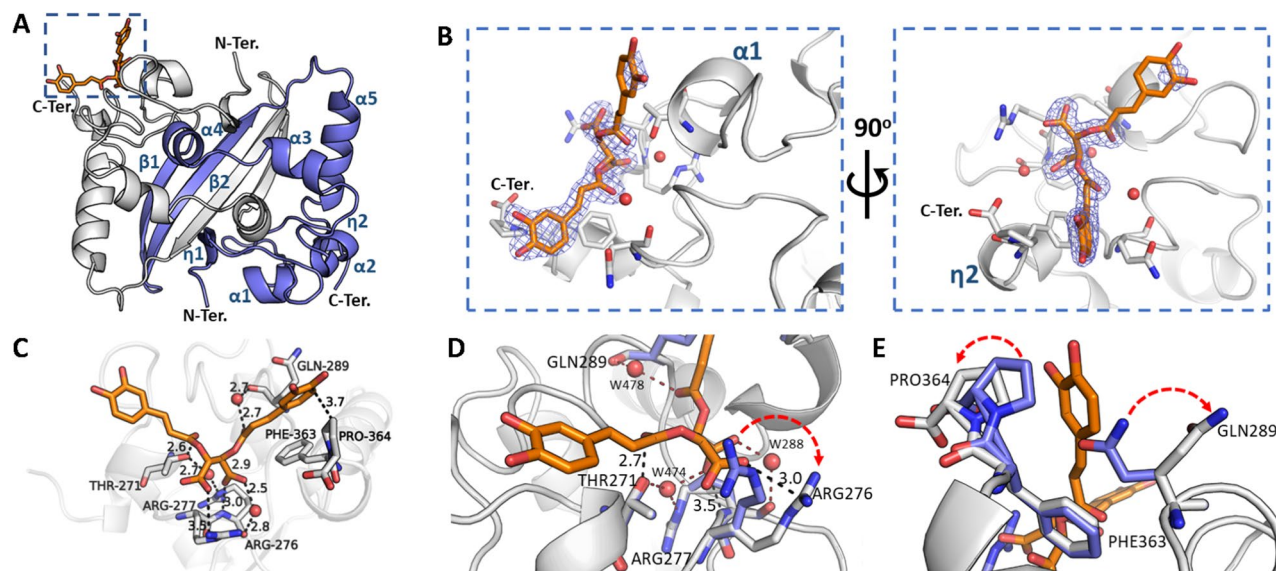 A
N-Ter.
C-Ter.
α5
α4
α3
β1
β2
η2
η1
α2
α1
C-Ter.
N-Ter.
B
α1
C-Ter.
90º
C-Ter.
η2
C
GLN-289
2.7
2.7
3.7
PHE-363
PRO-364
2.6
2.7
2.9
THR-271
2.5
ARG-277
3.0
3.5
2.8
ARG-276
D
GLN289
W478
W288
2.7
W474
THR271
3.0
ARG276
3.5
ARG277
E
PRO364
GLN289
PHE363